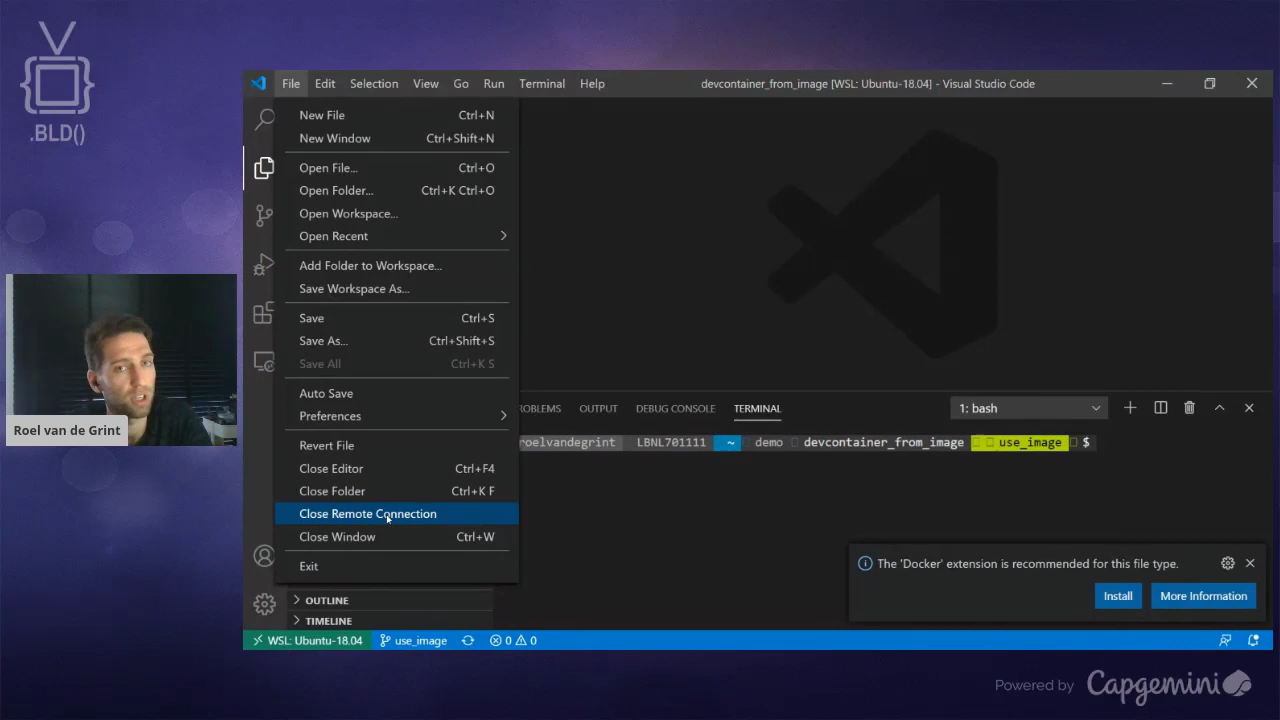 .BLD()
File Edit Selection View Go Run Terminal Help devcontainer_from_image [WSL: Ubuntu-18.04] - Visual Studio Code
New File Ctrl+N
New Window Ctrl+Shift+N
Open File... Ctrl+O
Open Folder... Ctrl+K Ctrl+O
Open Workspace...
Open Recent
Add Folder to Workspace...
Save Workspace As...
Save Ctrl+S
Save As... Ctrl+Shift+S
Save All Ctrl+K S
Auto Save
Preferences
Revert File
Close Editor Ctrl+F4
Close Folder Ctrl+K F
Close Remote Connection
Close Window Ctrl+W
Exit
OUTLINE
TIMELINE
ROBLEMS OUTPUT DEBUG CONSOLE TERMINAL 1: bash
roelvandegrint LBNL701111 ~ demo devcontainer_from_image use_image $
The 'Docker' extension is recommended for this file type.
Install More Information
WSL: Ubuntu-18.04 use_image 0 0
Roel van de Grint
Powered by Capgemini